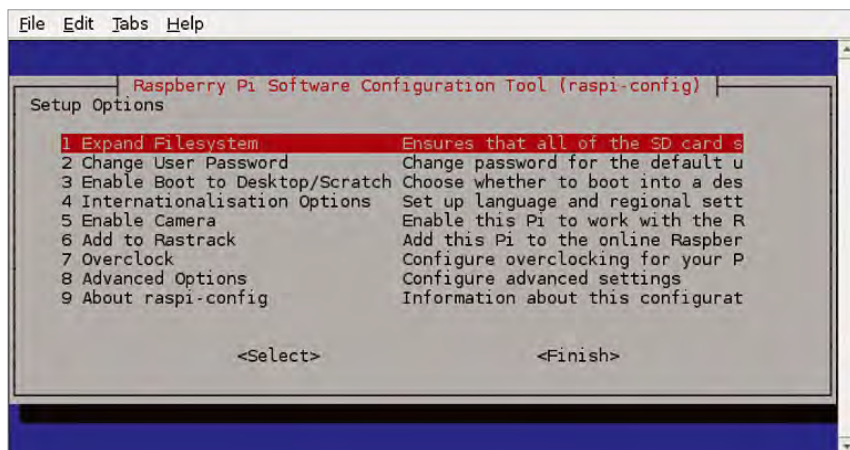 File Edit Tabs Help
Raspberry Pi Software Configuration Tool (raspi-config)
Setup Options
1 Expand Filesystem Ensures that all of the SD card s
2 Change User Password Change password for the default u
3 Enable Boot to Desktop/Scratch Choose whether to boot into a des
4 Internationalisation Options Set up language and regional sett
5 Enable Camera Enable this Pi to work with the R
6 Add to Rastrack Add this Pi to the online Raspber
7 Overclock Configure overclocking for your P
8 Advanced Options Configure advanced settings
9 About raspi-config Information about this configurat
<Select> <Finish>